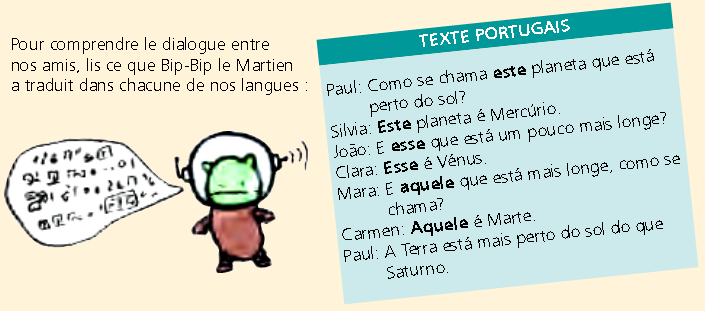 Pour comprendre le dialogue entre
nos amis, lis ce que Bip-Bip le Martien
a traduit dans chacune de nos langues :
TEXTE PORTUGAIS
Paul: Como se chama este planeta que está
perto do sol?
Silvia: Este planeta é Mercúrio.
João: E esse que está um pouco mais longe?
Clara: Esse é Vénus.
Mara: E aquele que está mais longe, como se
chama?
Carmen: Aquele é Marte.
Paul: A Terra está mais perto do sol do que
Saturno.